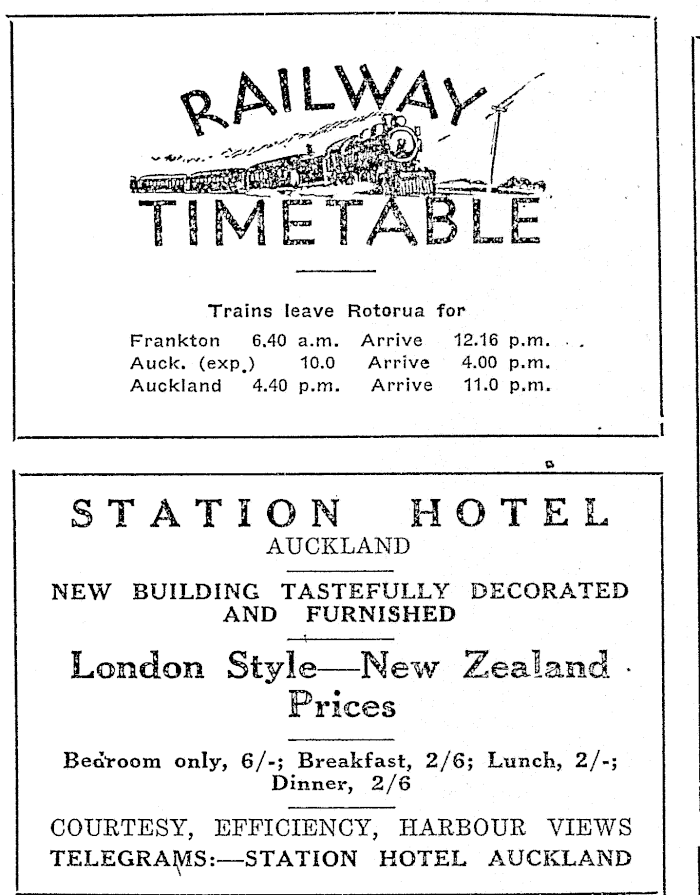 RAILWAY
TIMETABLE
Trains leave Rotorua for
Frankton 6.40 a.m. Arrive 12.16 p.m.
Auck. (exp.) 10.0 Arrive 4.00 p.m.
Auckland 4.40 p.m. Arrive 11.0 p.m.
STATION HOTEL
AUCKLAND
NEW BUILDING TASTEFULLY DECORATED
AND FURNISHED
London Style—New Zealand
Prices
Bedroom only, 6/-; Breakfast, 2/6; Lunch, 2/-;
Dinner, 2/6
COURTESY, EFFICIENCY, HARBOUR VIEWS
TELEGRAMS:—STATION HOTEL AUCKLAND